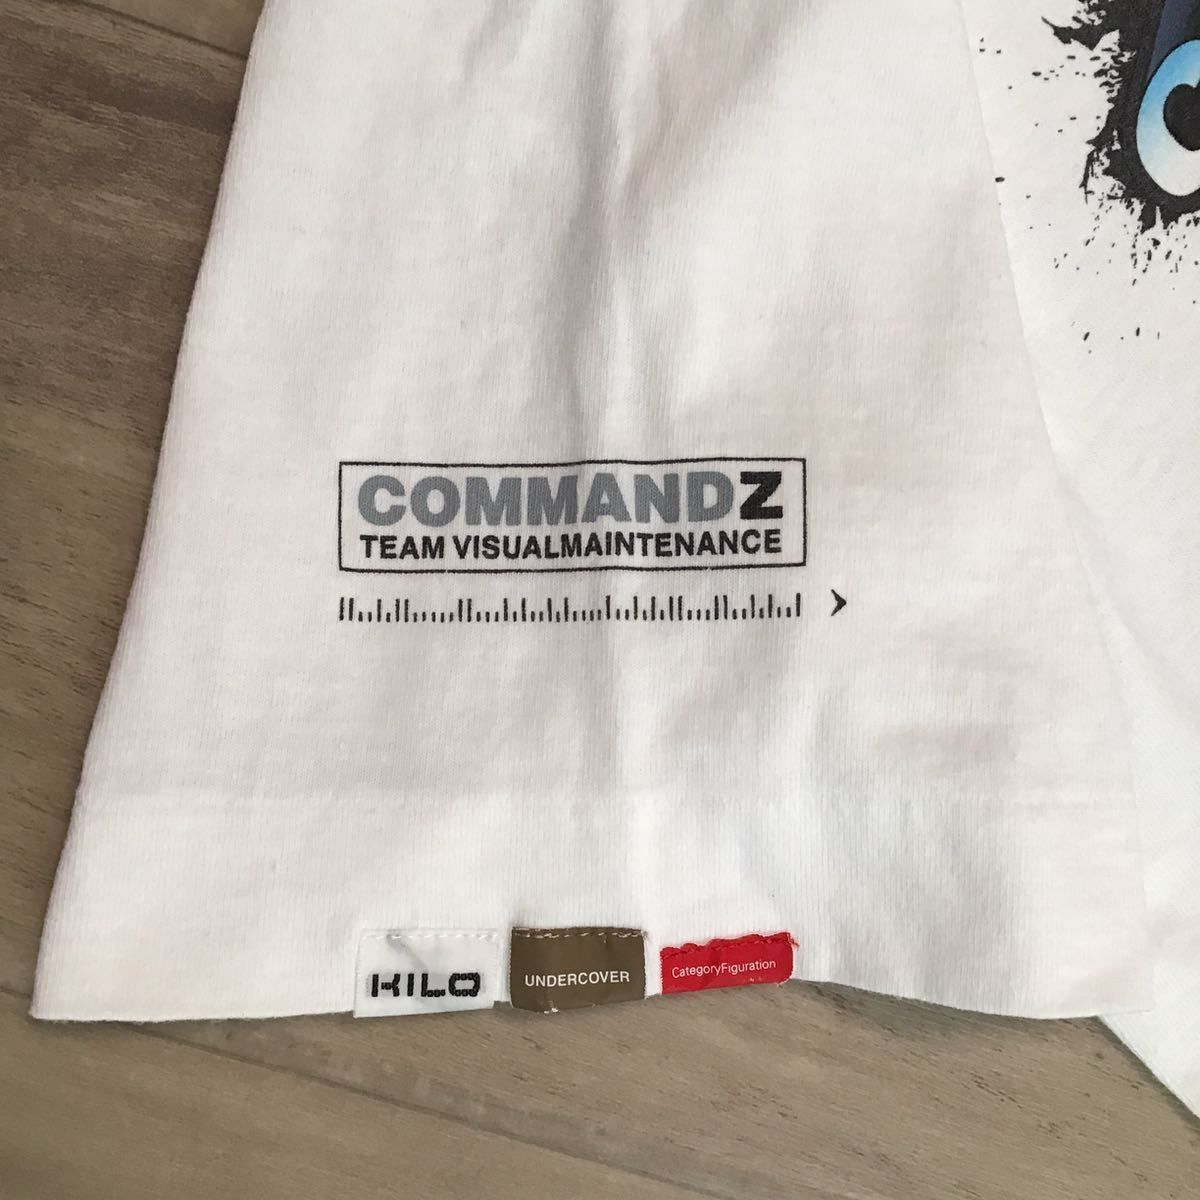 COMMANDZ
TEAM VISUALMAINTENANCE
KILO
UNDERCOVER
CategoryFiguration